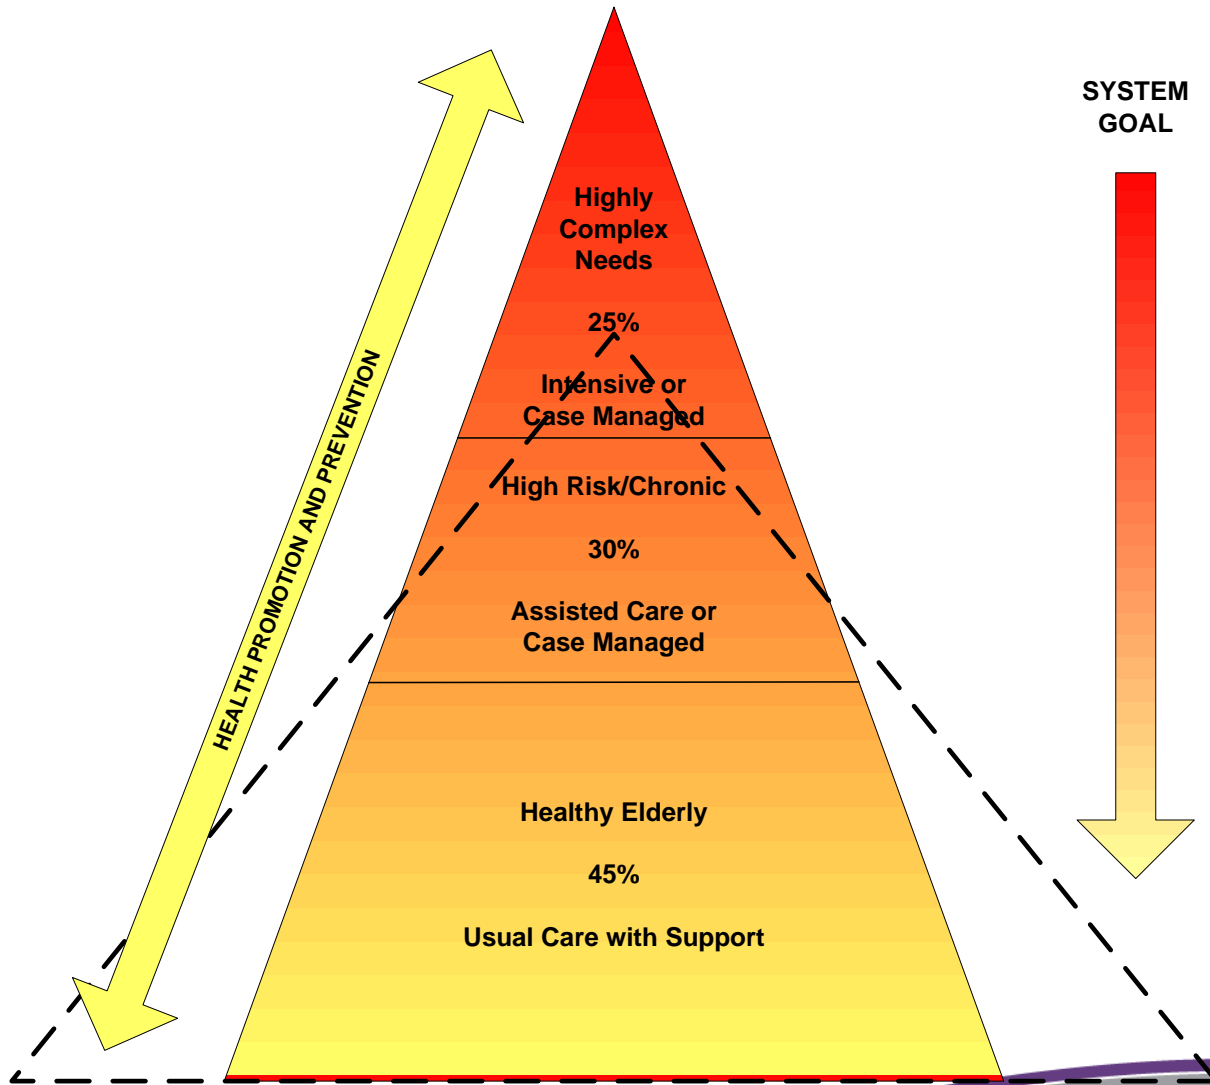 SYSTEM
GOAL
Highly
Complex
Needs
25%
Intensive or
Case Managed
High Risk/Chronic
30%
Assisted Care or
Case Managed
Healthy Elderly
45%
Usual Care with Support
HEALTH PROMOTION AND PREVENTION